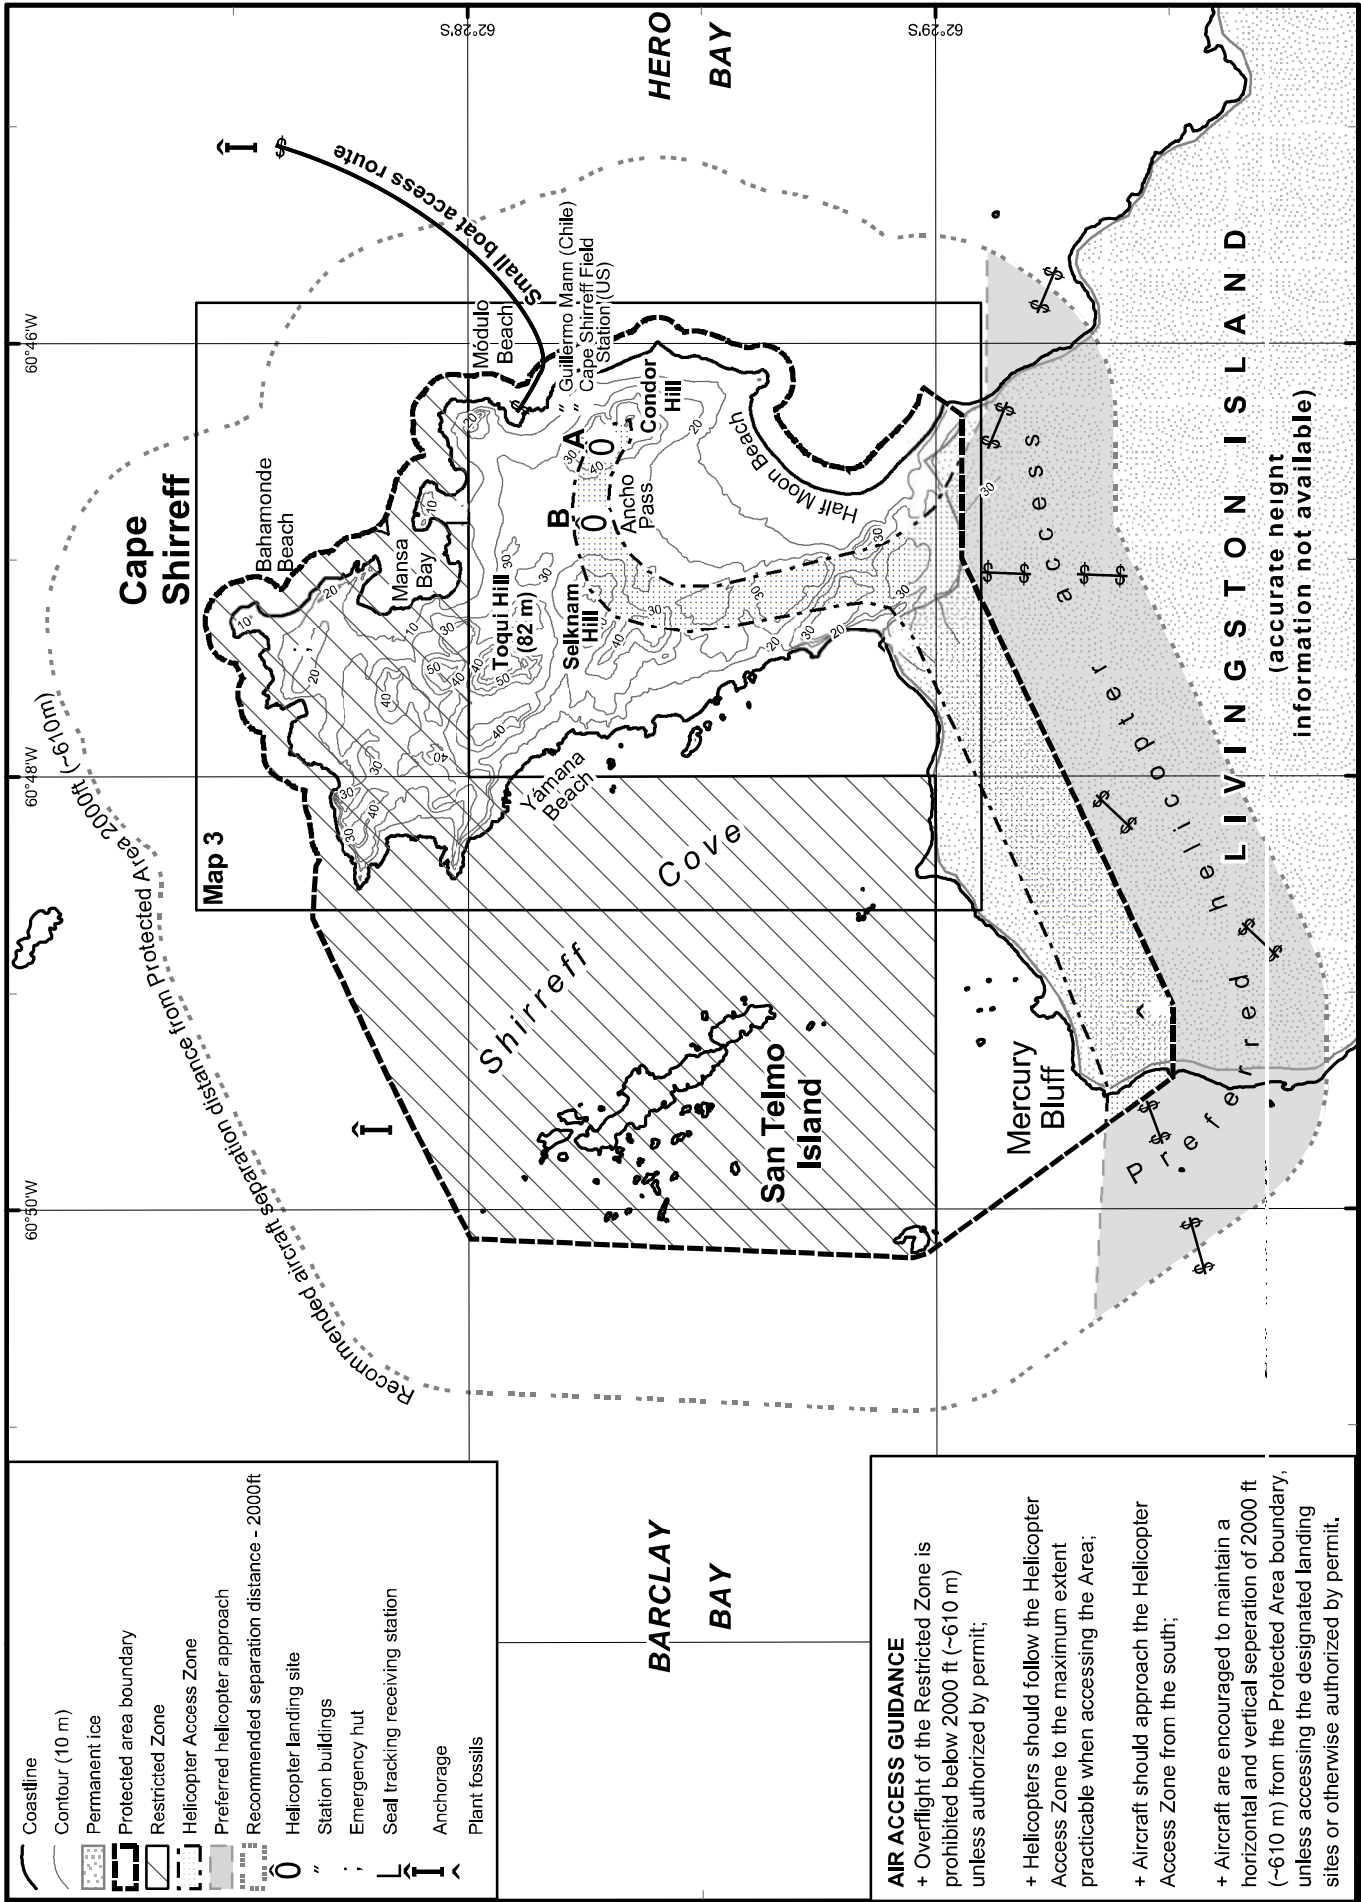 Cape
Shirreff
HERO
BAY
BARCLAY
BAY
60°50'W
60°48'W
60°46'W
62°28'S
62°29'S
Recommended aircraft separation distance from Protected Area 2000ft (~610m)
Map 3
Bahamonde
Beach
Mansa
Bay
Módulo
Beach
Small boat access route
Guillermo Mann (Chile)
Cape Shirreff Field
Station (US)
Toqui Hill
(82 m)
Selknam
Hill
Condor
Hill
A
B
Ancho
Pass
Half Moon Beach
Yámana
Beach
Shirreff Cove
San Telmo
Island
Mercury
Bluff
Preferred helicopter access
LIVINGSTON ISLAND
(accurate height
information not available)
10
20
30
40
50
Coastline
Contour (10 m)
Permanent ice
Protected area boundary
Restricted Zone
Helicopter Access Zone
Preferred helicopter approach
Recommended separation distance - 2000ft
Helicopter landing site
Station buildings
Emergency hut
Seal tracking receiving station
Anchorage
Plant fossils
AIR ACCESS GUIDANCE
+ Overflight of the Restricted Zone is
prohibited below 2000 ft (~610 m)
unless authorized by permit;
+ Helicopters should follow the Helicopter
Access Zone to the maximum extent
practicable when accessing the Area;
+ Aircraft should approach the Helicopter
Access Zone from the south;
+ Aircraft are encouraged to maintain a
horizontal and vertical seperation of 2000 ft
(~610 m) from the Protected Area boundary,
unless accessing the designated landing
sites or otherwise authorized by permit.